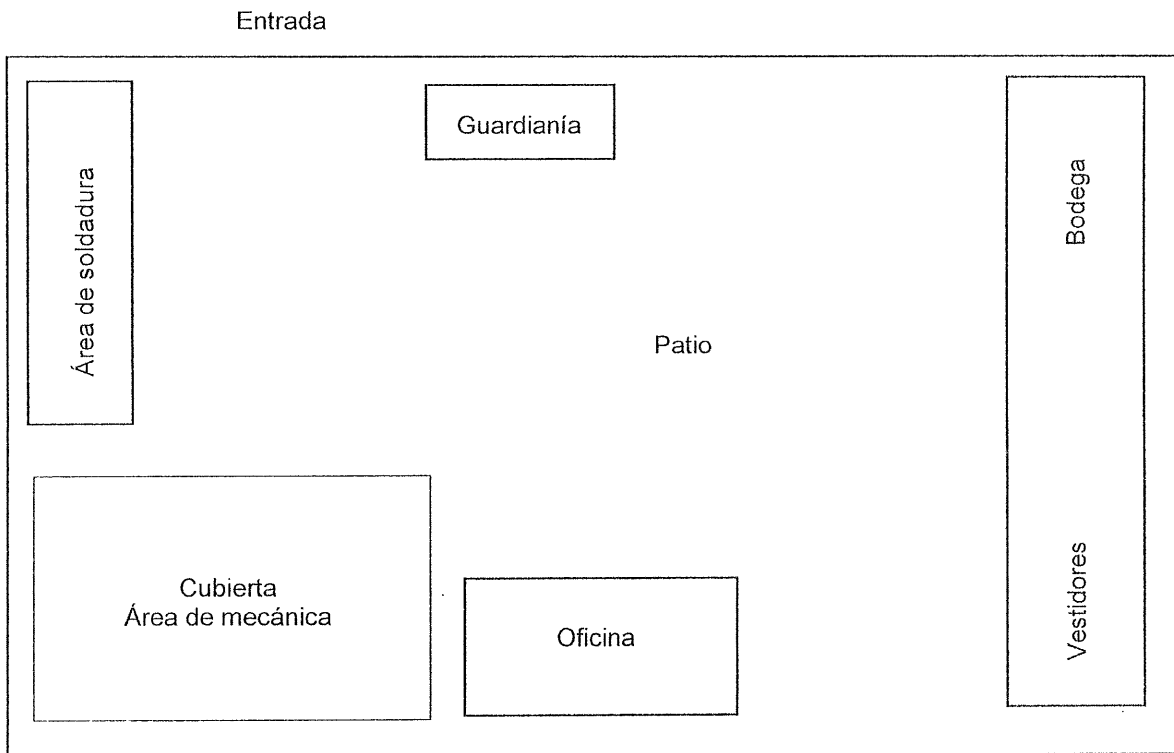 Entrada
Guardianía
Área de soldadura
Bodega
Patio
Cubierta
Área de mecánica
Oficina
Vestidores